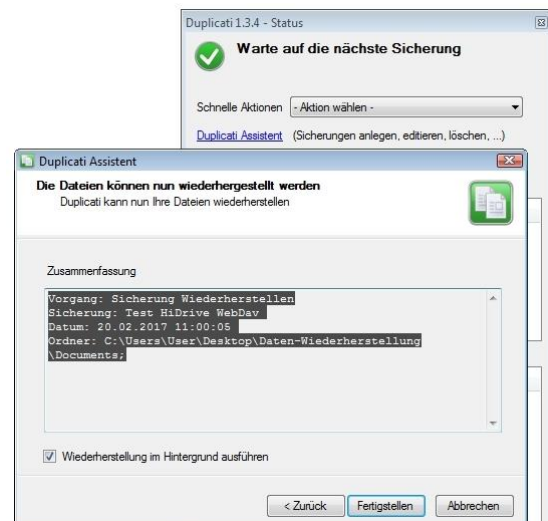 Duplicati 1.3.4 - Status
Warte auf die nächste Sicherung
Schnelle Aktionen - Aktion wählen -
Duplicati Assistent (Sicherungen anlegen, editieren, löschen, ...)
Duplicati Assistent
Die Dateien können nun wiederhergestellt werden
Duplicati kann nun Ihre Dateien wiederherstellen
Zusammenfassung
Vorgang: Sicherung Wiederherstellen
Sicherung: Test HiDrive WebDav
Datum: 20.02.2017 11:00:05
Ordner: C:\Users\User\Desktop\Daten-Wiederherstellung
\Documents;
Wiederherstellung im Hintergrund ausführen
< Zurück Fertigstellen Abbrechen